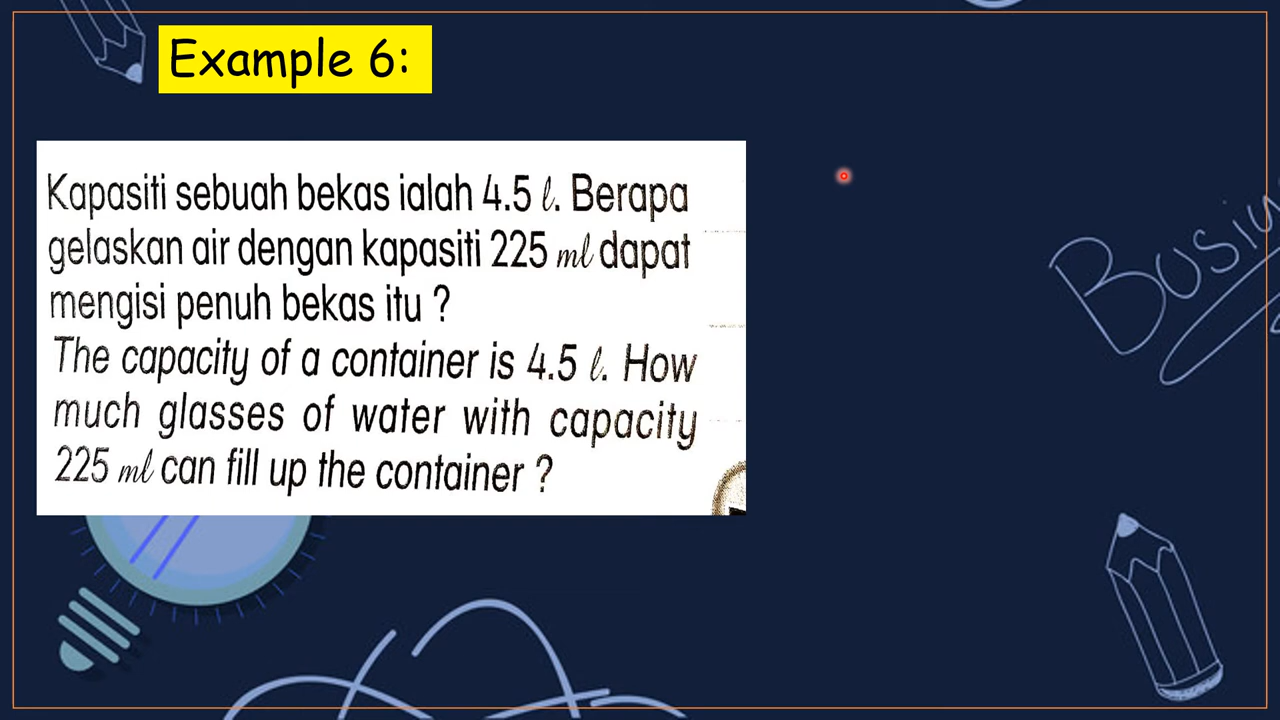 Example 6:
Kapasiti sebuah bekas ialah 4.5 ℓ. Berapa
gelaskan air dengan kapasiti 225 ml dapat
mengisi penuh bekas itu ?
The capacity of a container is 4.5 ℓ. How
much glasses of water with capacity
225 ml can fill up the container ?